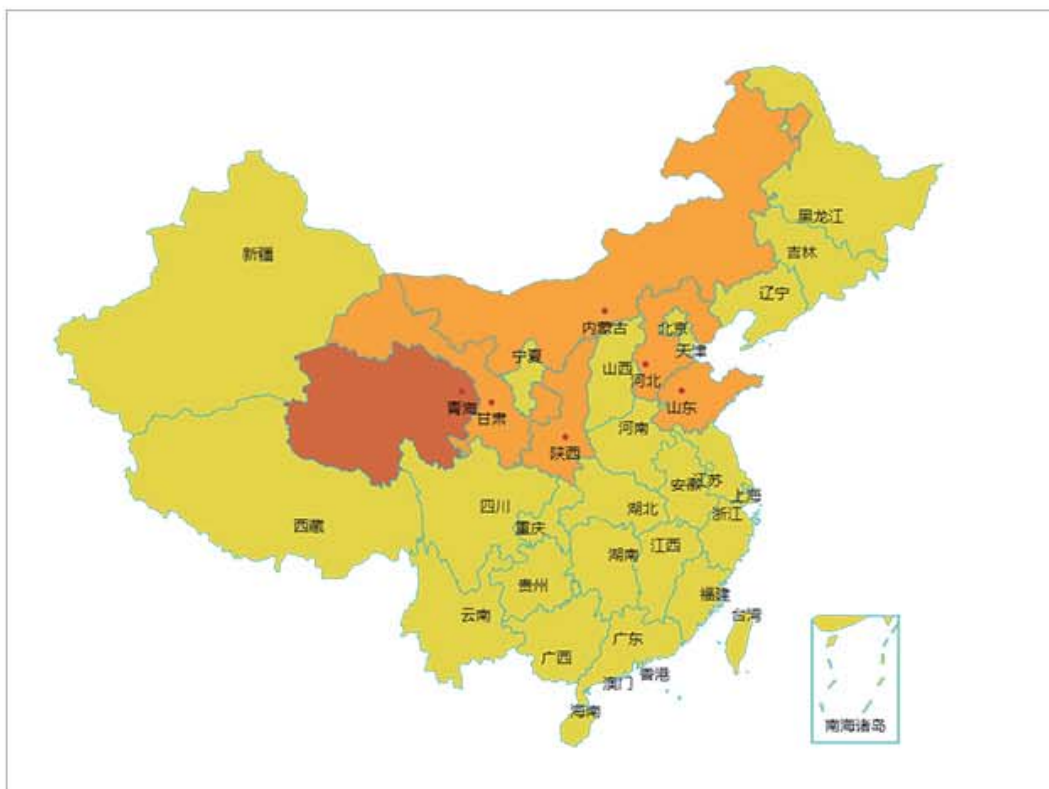 黑龙江
吉林
新疆
辽宁
内蒙古
北京
天津
宁夏
山西
河北
青海
甘肃
山东
河南
陕西
安徽
江苏
上海
四川
湖北
浙江
西藏
重庆
江西
湖南
贵州
福建
云南
台湾
广东
广西
香港
澳门
海南
南海诸岛